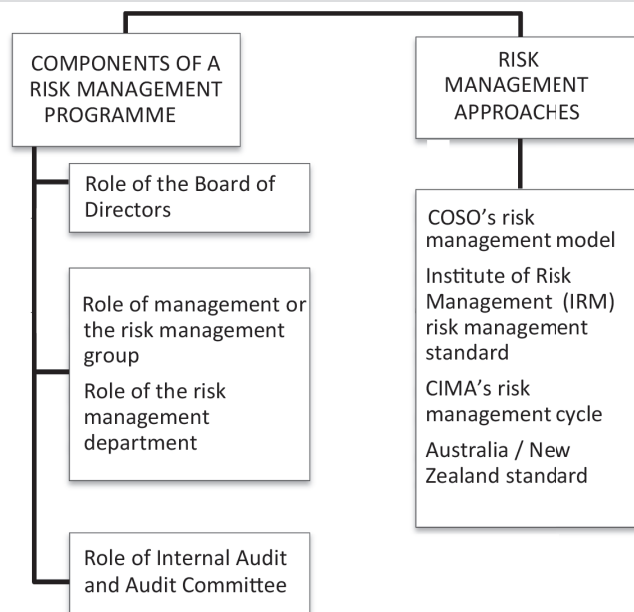 COMPONENTS OF A
RISK MANAGEMENT
PROGRAMME
Role of the Board of
Directors
Role of management or
the risk management
group
Role of the risk
management
department
Role of Internal Audit
and Audit Committee
RISK
MANAGEMENT
APPROACHES
COSO's risk
management model
Institute of Risk
Management (IRM)
risk management
standard
CIMA's risk
management cycle
Australia / New
Zealand standard